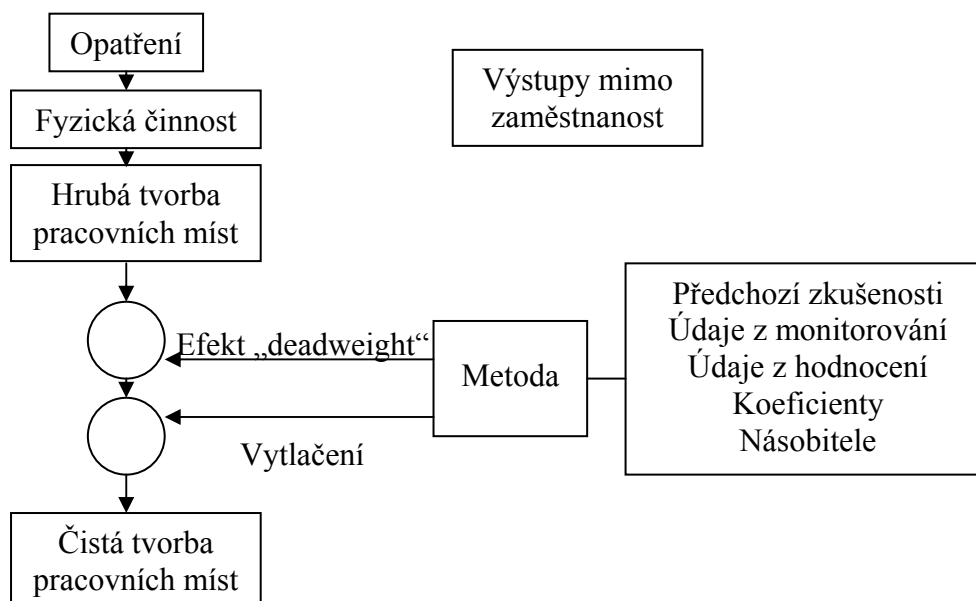 Opatření
Výstupy mimo
zaměstnanost
Fyzická činnost
Hrubá tvorba
pracovních míst
Předchozí zkušenosti
Údaje z monitorování
Údaje z hodnocení
Koeficienty
Násobitele
Efekt „deadweight“
Metoda
Vytlačení
Čistá tvorba
pracovních míst